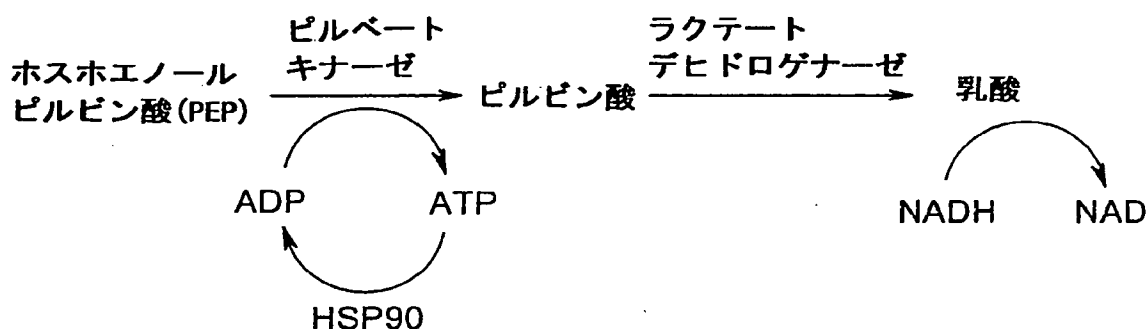 ホスホエノール
ピルビン酸(PEP)
ピルベート
キナーゼ
ピルビン酸
ラクテート
デヒドロゲナーゼ
乳酸
ADP
ATP
HSP90
NADH
NAD